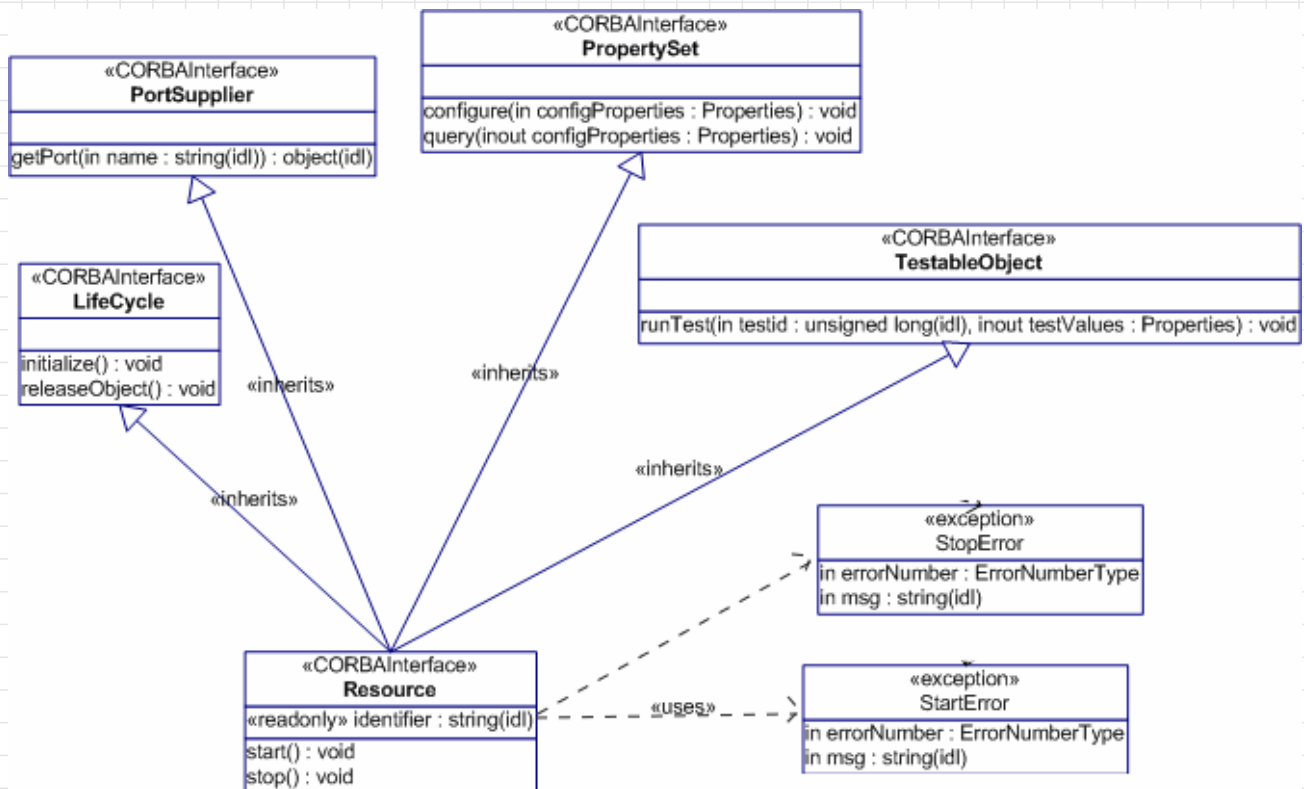 «CORBAInterface»
PropertySet
configure(in configProperties : Properties) : void
query(inout configProperties : Properties) : void
«CORBAInterface»
PortSupplier
getPort(in name : string(idl)) : object(idl)
«CORBAInterface»
TestableObject
runTest(in testid : unsigned long(idl), inout testValues : Properties) : void
«CORBAInterface»
LifeCycle
initialize() : void
releaseObject() : void
«inherits»
«inherits»
«inherits»
«inherits»
«exception»
StopError
in errorNumber : ErrorNumberType
in msg : string(idl)
«CORBAInterface»
Resource
«readonly» identifier : string(idl)
start() : void
stop() : void
«uses»
«exception»
StartError
in errorNumber : ErrorNumberType
in msg : string(idl)